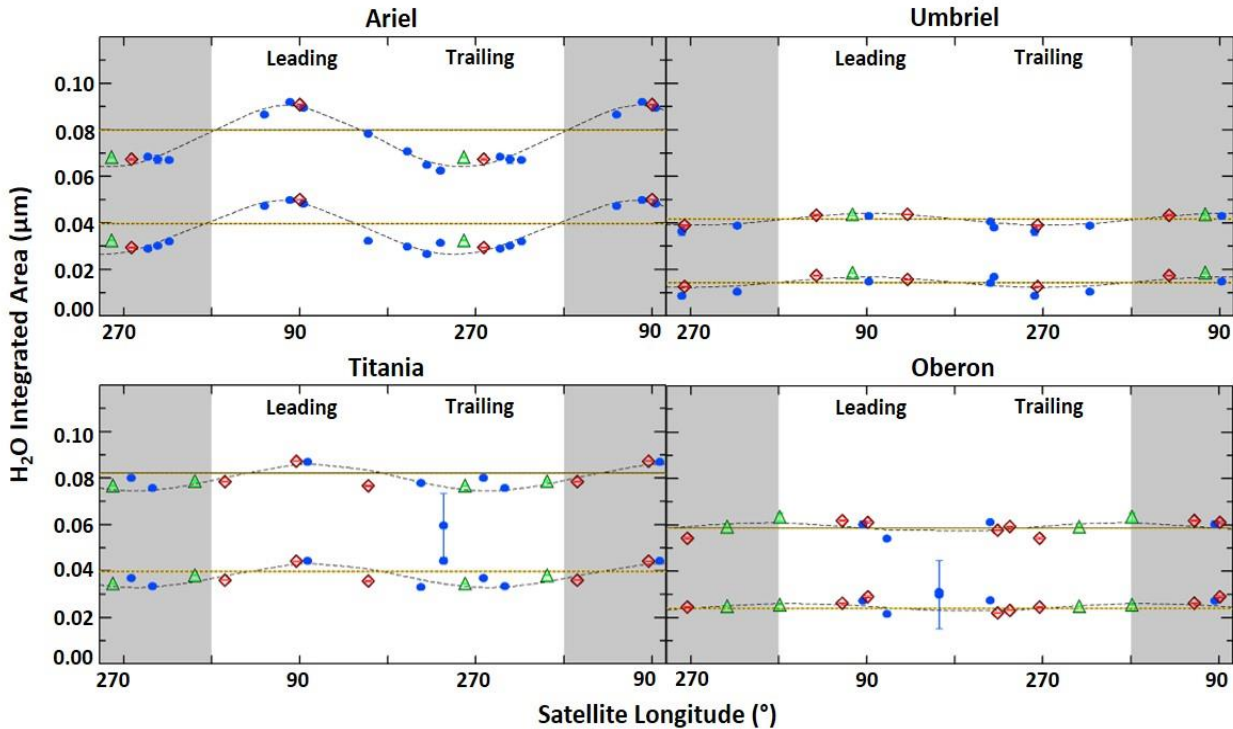 Ariel
Umbriel
Leading
Trailing
Leading
Trailing
0.10
0.08
0.06
0.04
0.02
0.00
270
90
270
90
270
90
270
90
Titania
Oberon
Leading
Trailing
Leading
Trailing
0.10
0.08
0.06
0.04
0.02
0.00
270
90
270
90
270
90
270
90
H₂O Integrated Area (µm)
Satellite Longitude (°)